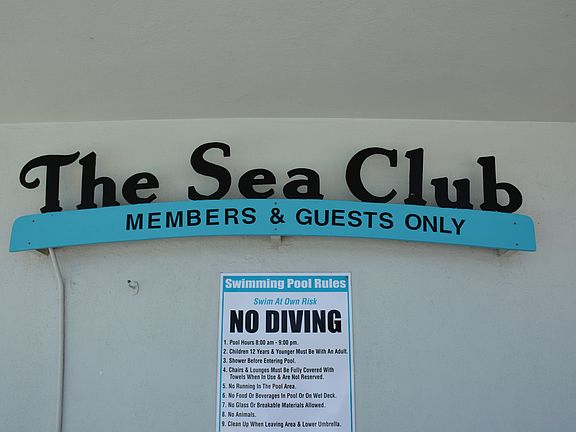 The Sea Club
MEMBERS & GUESTS ONLY
Swimming Pool Rules
Swim At Own Risk
NO DIVING
1. Pool Hours 8:00 am - 9:00 pm.
2. Children 12 Years & Younger Must Be With An Adult.
3. Shower Before Entering Pool.
4. Chairs & Lounges Must Be Fully Covered With
Towels When In Use & Are Not Reserved.
5. No Running In The Pool Area.
6. No Food Or Beverages In Pool Or On Wet Deck.
7. No Glass Or Breakable Materials Allowed.
8. No Animals.
9. Clean Up When Leaving Area & Lower Umbrella.